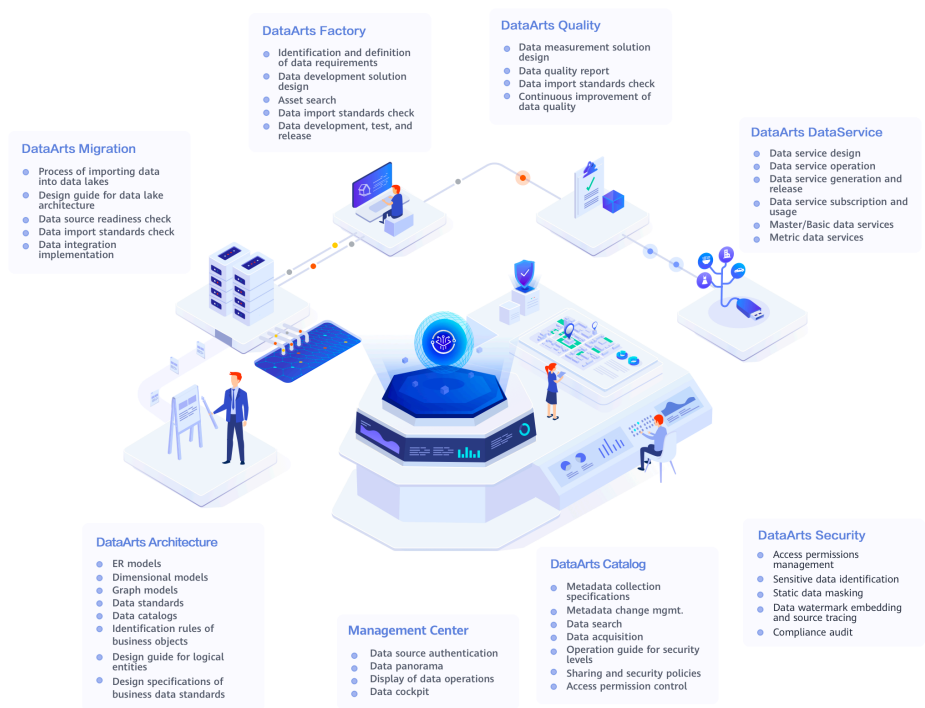 DataArts Factory
Identification and definition
of data requirements
Data development solution
design
Asset search
Data import standards check
Data development, test, and
release
DataArts Quality
Data measurement solution
design
Data quality report
Data import standards check
Continuous improvement of
data quality
DataArts DataService
Data service design
Data service operation
Data service generation and
release
Data service subscription and
usage
Master/Basic data services
Metric data services
DataArts Migration
Process of importing data
into data lakes
Design guide for data lake
architecture
Data source readiness check
Data import standards check
Data integration
implementation
DataArts Architecture
ER models
Dimensional models
Graph models
Data standards
Data catalogs
Identification rules of
business objects
Design guide for logical
entities
Design specifications of
business data standards
Management Center
Data source authentication
Data panorama
Display of data operations
Data cockpit
DataArts Catalog
Metadata collection
specifications
Metadata change mgmt.
Data search
Data acquisition
Operation guide for security
levels
Sharing and security policies
Access permission control
DataArts Security
Access permissions
management
Sensitive data identification
Static data masking
Data watermark embedding
and source tracing
Compliance audit